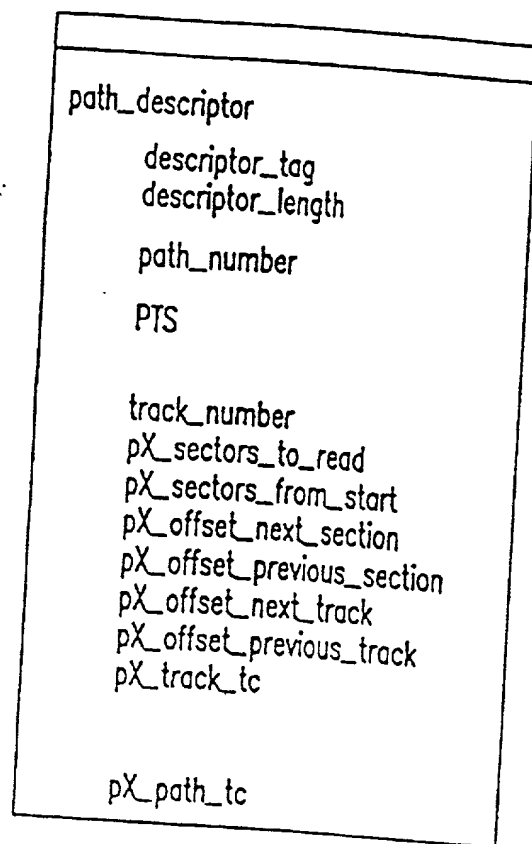 path_descriptor
descriptor_tag
descriptor_length
path_number
PTS
track_number
pX_sectors_to_read
pX_sectors_from_start
pX_offset_next_section
pX_offset_previous_section
pX_offset_next_track
pX_offset_previous_track
pX_track_tc
pX_path_tc